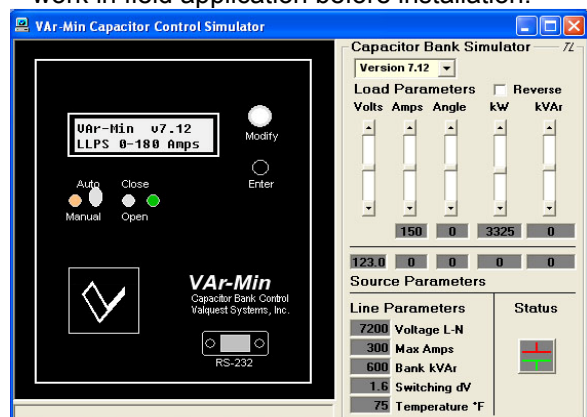 work in field application before installation.
VAr-Min Capacitor Control Simulator
VAr-Min v7.12
LLPS 0-180 Amps
Modify
Enter
Auto Close
Manual Open
VAr-Min
Capacitor Bank Control
Valquest Systems, Inc.
RS-232
Capacitor Bank Simulator
Version 7.12
Load Parameters Reverse
Volts Amps Angle kW kVAr
150 0 3325 0
123.0 0 0 0 0
Source Parameters
Line Parameters Status
7200 Voltage L-N
300 Max Amps
600 Bank kVAr
1.6 Switching dV
75 Temperature °F